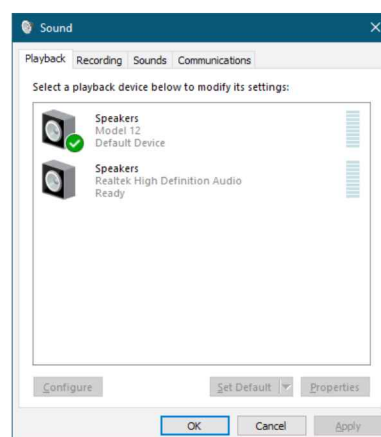 Sound
Playback Recording Sounds Communications
Select a playback device below to modify its settings:
Speakers
Model 12
Default Device
Speakers
Realtek High Definition Audio
Ready
Configure Set Default Properties
OK Cancel Apply